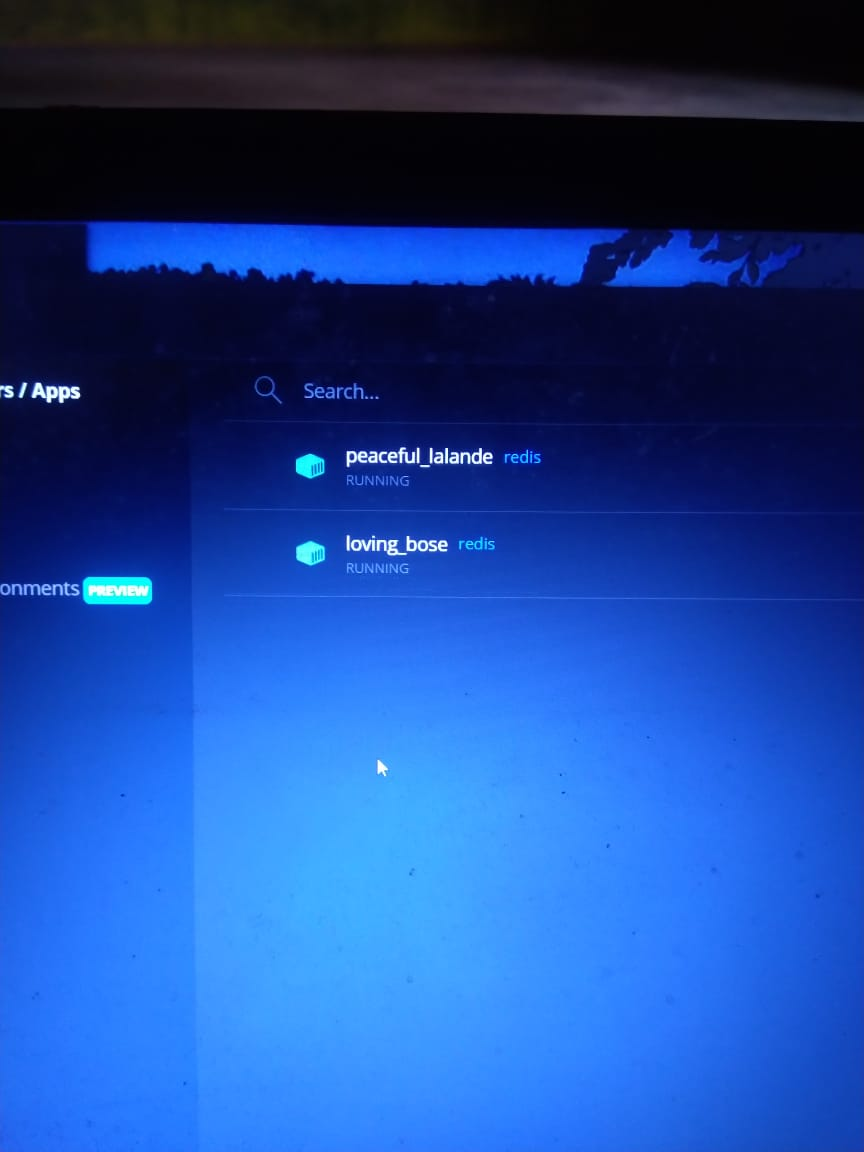 rs / Apps
Search...
peaceful_lalande redis
RUNNING
loving_bose redis
RUNNING
onments PREVIEW